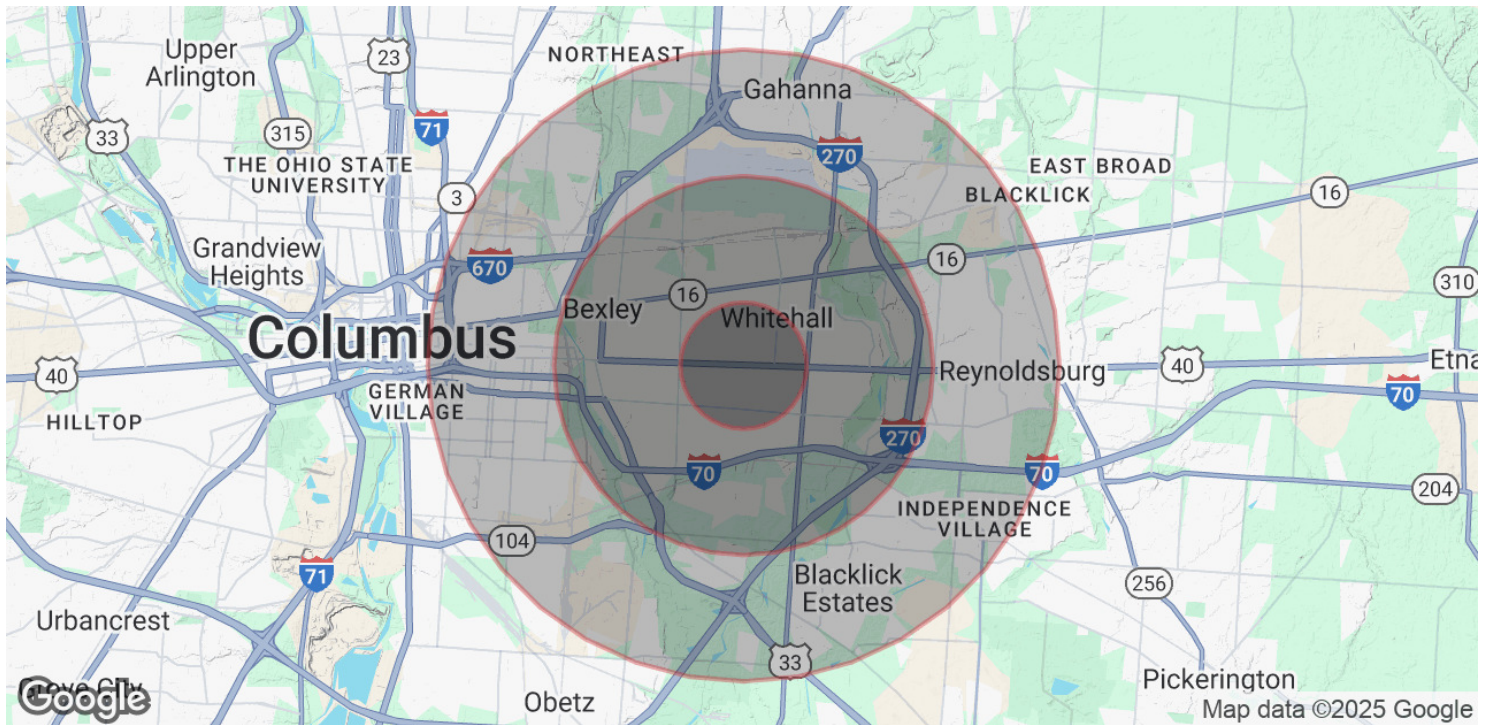 Upper
Arlington
23
NORTHEAST
Gahanna
33
315
71
270
THE OHIO STATE
UNIVERSITY
3
EAST BROAD
BLACKLICK
16
Grandview
Heights
670
16
310
16
Bexley
Whitehall
Columbus
40
GERMAN
VILLAGE
Reynoldsburg
40
Etna
HILLTOP
70
270
70
70
204
INDEPENDENCE
VILLAGE
104
71
Blacklick
Estates
256
Urbancrest
33
Grove City
Google
Obetz
Pickerington
Map data ©2025 Google